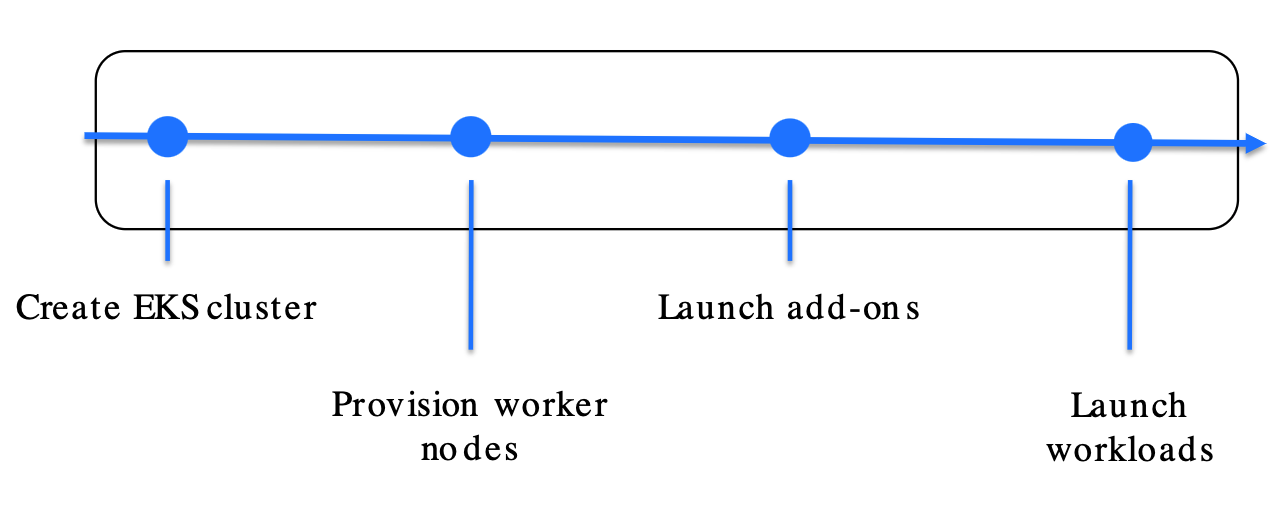 Create EKS cluster
Launch add-ons
Provision worker
nodes
Launch
workloads